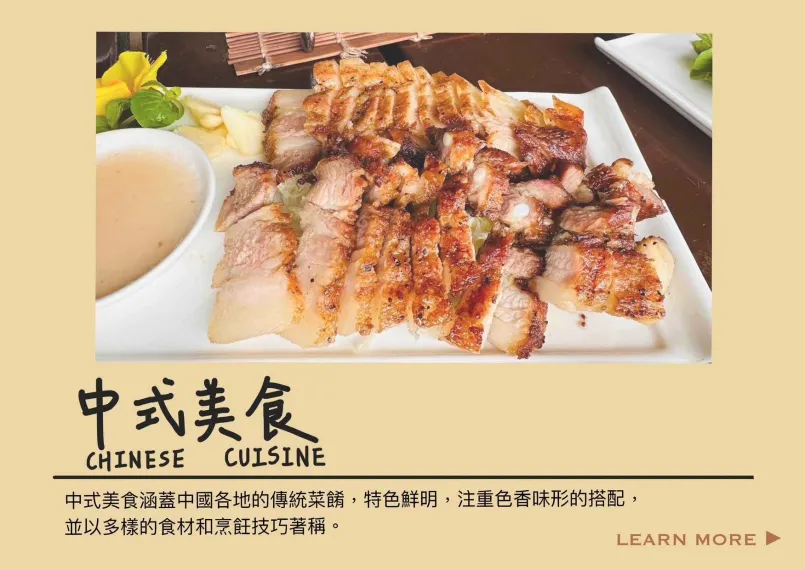 中式美食
CHINESE CUISINE
中式美食涵蓋中國各地的傳統菜餚，特色鮮明，注重色香味形的搭配，
並以多樣的食材和烹飪技巧著稱。
LEARN MORE ▶